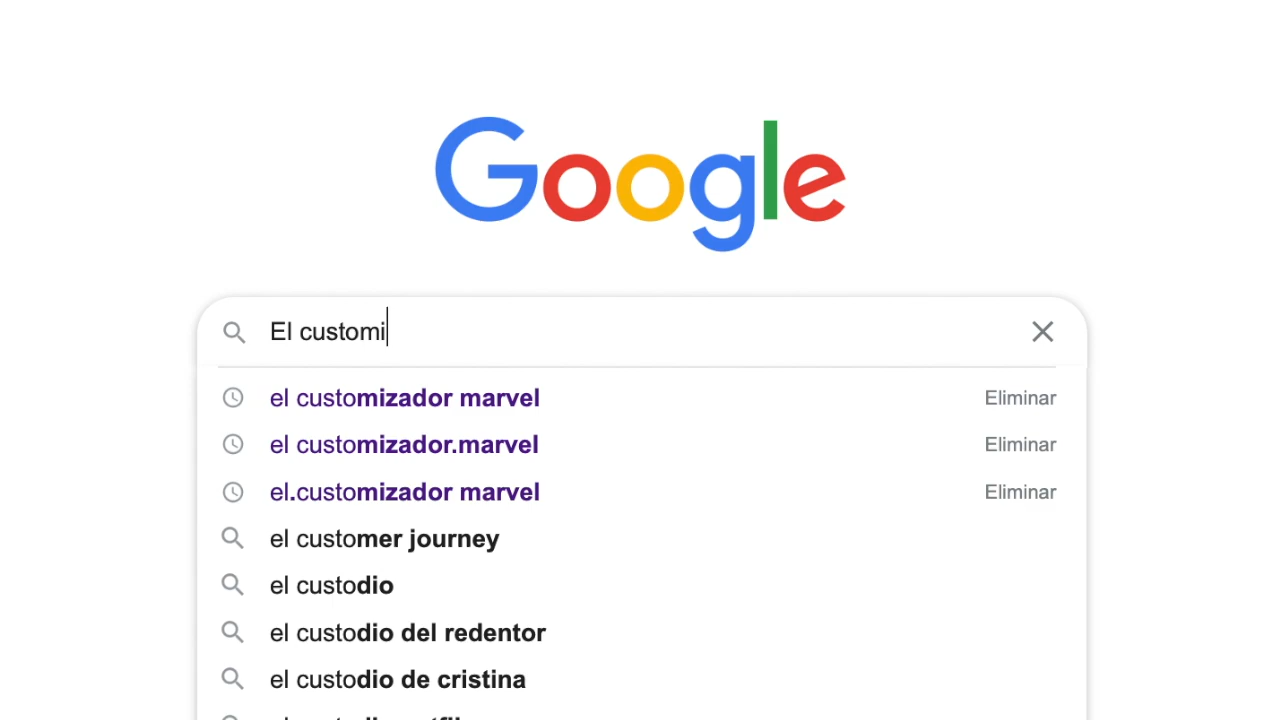 Google
El customi
el customizador marvel Eliminar
el customizador.marvel Eliminar
el.customizador marvel Eliminar
el customer journey
el custodio
el custodio del redentor
el custodio de cristina